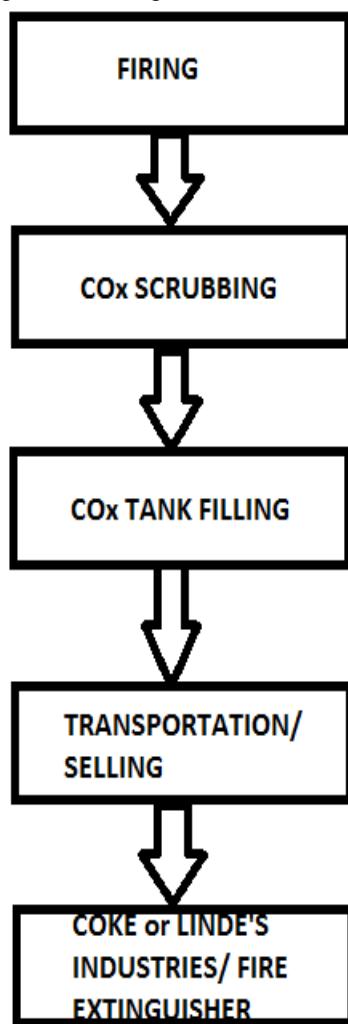 FIRING
COx SCRUBBING
COx TANK FILLING
TRANSPORTATION/
SELLING
COKE or LINDE'S
INDUSTRIES/ FIRE
EXTINGUISHER